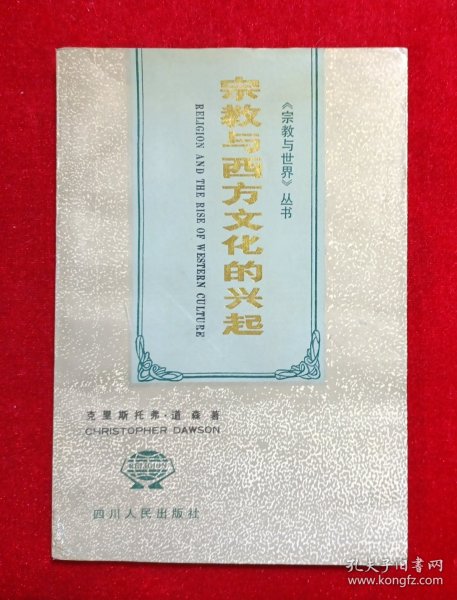 《宗教与世界》丛书
宗教与西方文化的兴起
RELIGION AND THE RISE OF WESTERN CULTURE
克里斯托弗·道森著
CHRISTOPHER DAWSON
RELIGION
四川人民出版社
孔夫子旧书网
www.kongfz.com